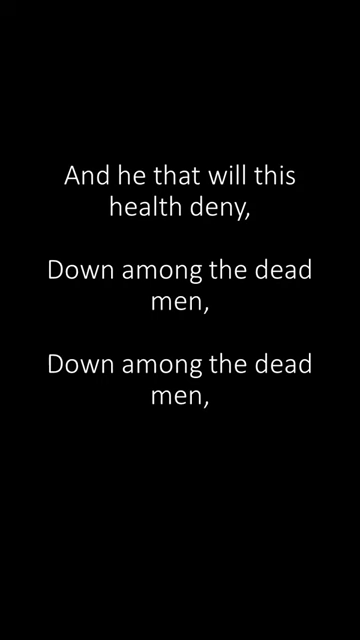 And he that will this
health deny,
Down among the dead
men,
Down among the dead
men,